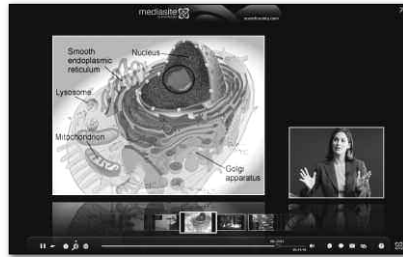 mediasite
Nucleus
Smooth
endoplasmic
reticulum
Lysosome
Mitochondrion
Golgi
apparatus